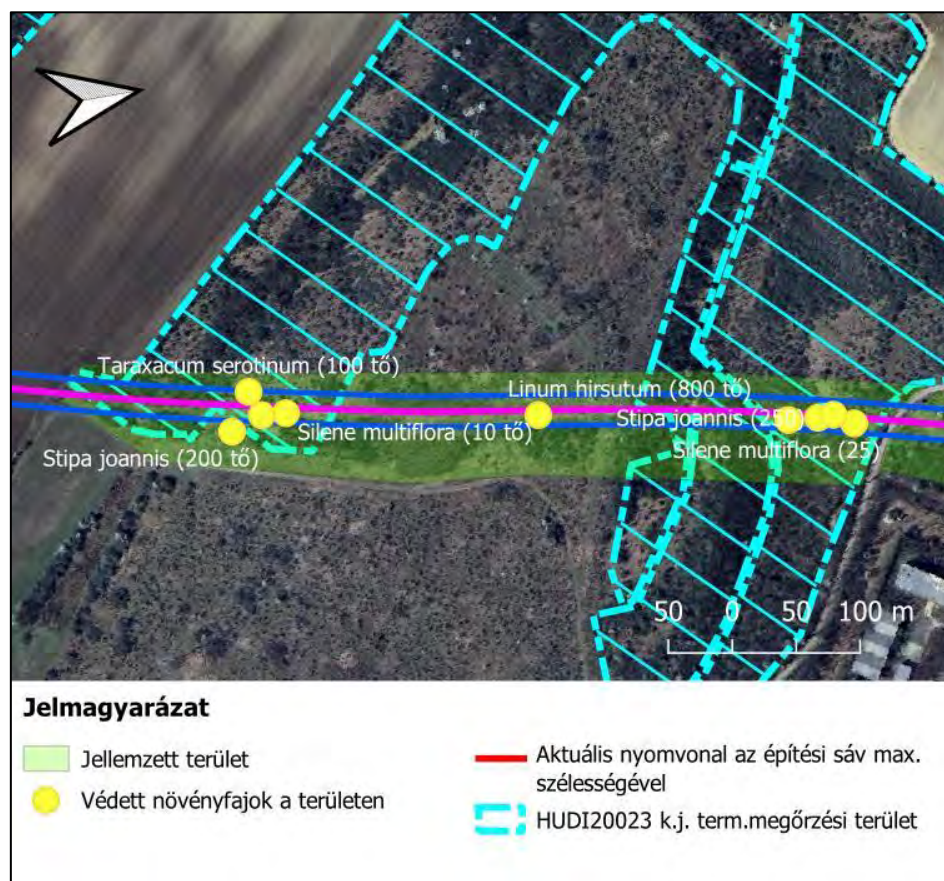 Taraxacum serotinum (100 tő)
Linum hirsutum (800 tő)
Stipa joannis (250)
Silene multiflora (10 tő)
Silene multiflora (25)
Stipa joannis (200 tő)
50 0 50 100 m
Jelmagyarázat
Jellemzett terület
Védett növényfajok a területen
Aktuális nyomvonal az építési sáv max.
szélességével
HUDI20023 k.j. term.megőrzési terület